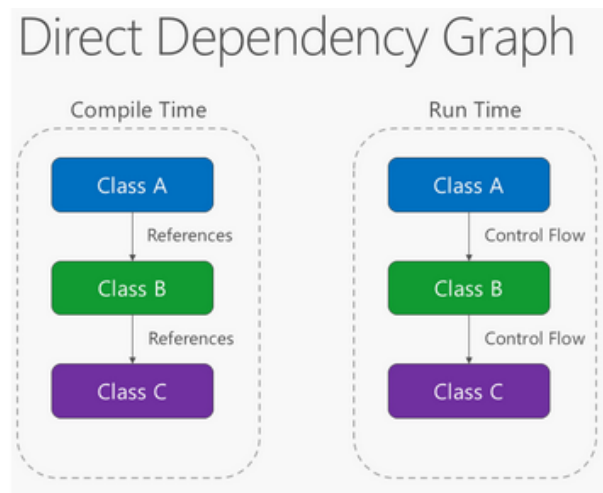 Direct Dependency Graph
Compile Time
Class A
References
Class B
References
Class C
Run Time
Class A
Control Flow
Class B
Control Flow
Class C